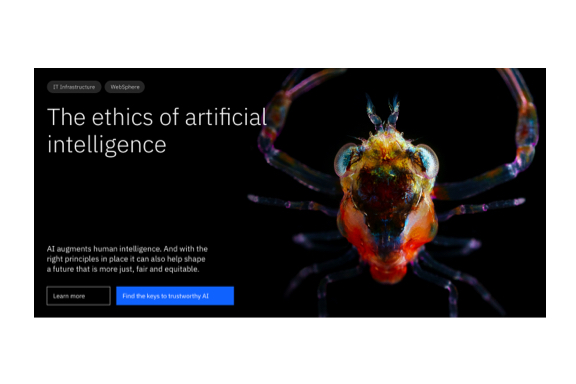 IT Infrastructure
WebSphere
The ethics of artificial
intelligence
AI augments human intelligence. And with the
right principles in place it can also help shape
a future that is more just, fair and equitable.
Learn more
Find the keys to trustworthy AI